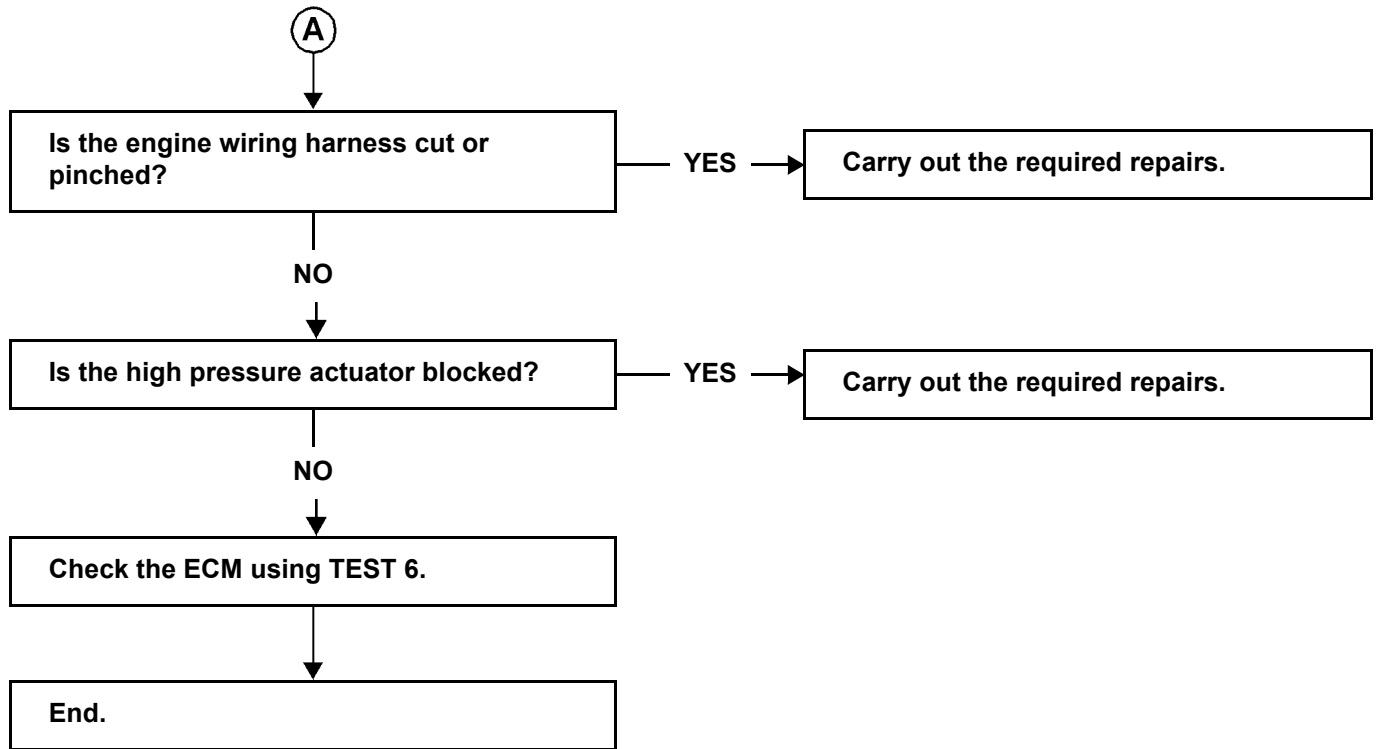 A
Is the engine wiring harness cut or
pinched?
YES
Carry out the required repairs.
NO
Is the high pressure actuator blocked?
YES
Carry out the required repairs.
NO
Check the ECM using TEST 6.
End.